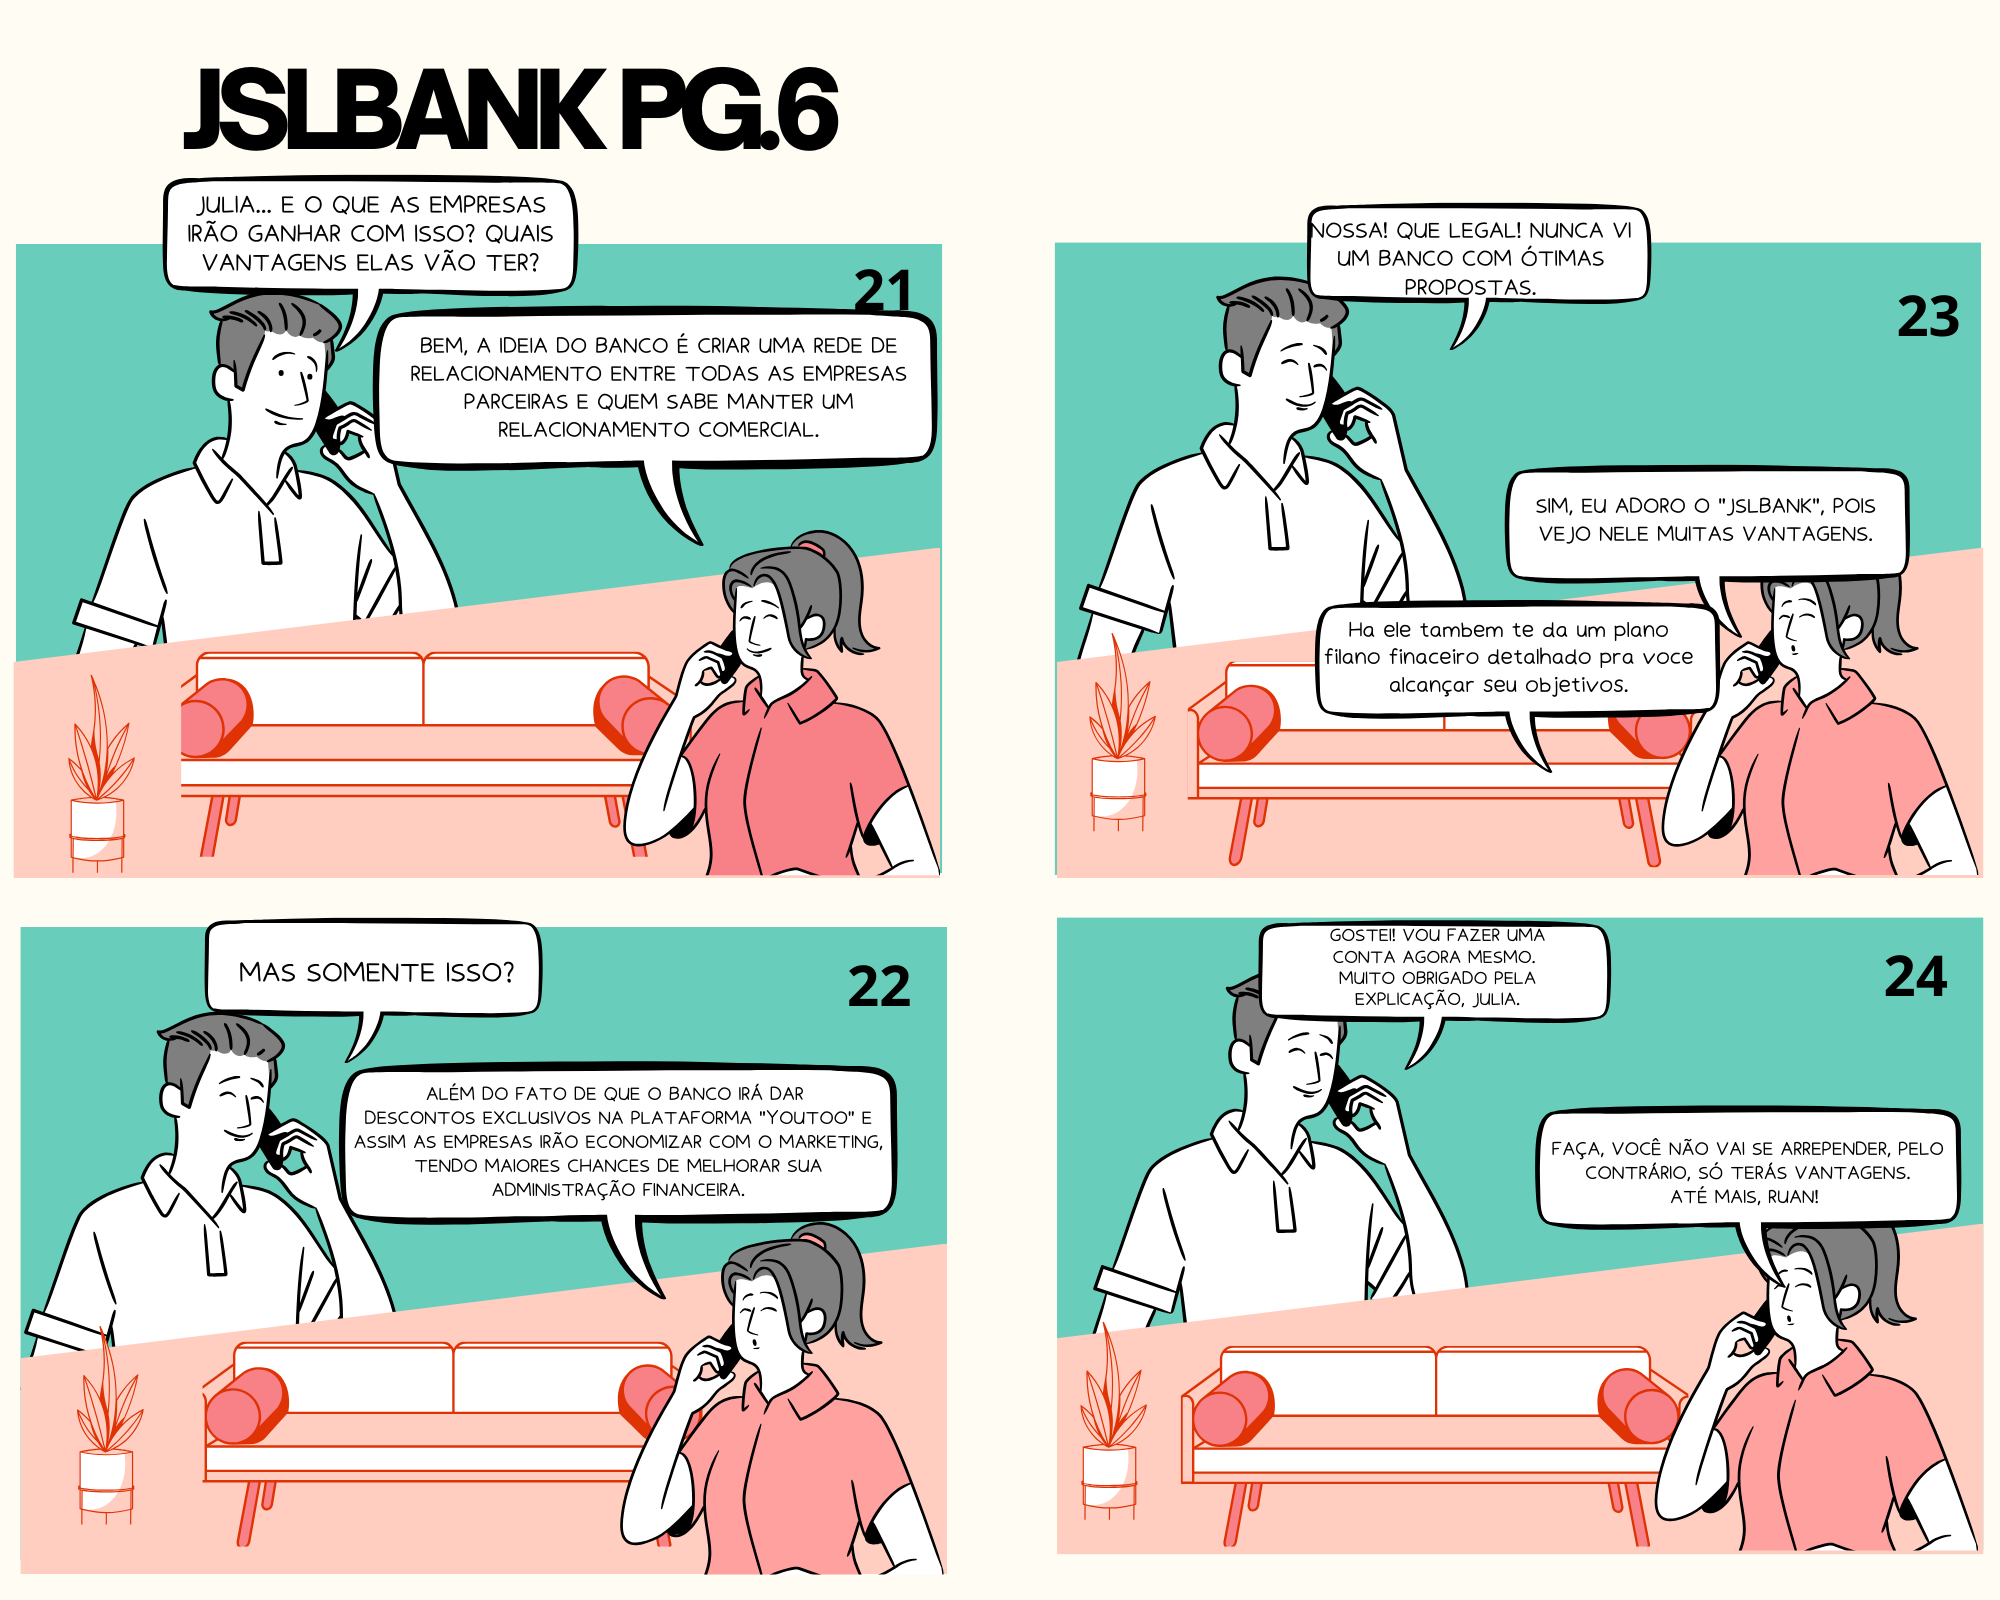 JSLBANK PG.6
JULIA... E O QUE AS EMPRESAS
IRÃO GANHAR COM ISSO? QUAIS
VANTAGENS ELAS VÃO TER?
21
BEM, A IDEIA DO BANCO É CRIAR UMA REDE DE
RELACIONAMENTO ENTRE TODAS AS EMPRESAS
PARCEIRAS E QUEM SABE MANTER UM
RELACIONAMENTO COMERCIAL.
MAS SOMENTE ISSO?
22
ALÉM DO FATO DE QUE O BANCO IRÁ DAR
DESCONTOS EXCLUSIVOS NA PLATAFORMA "YOUTOO" E
ASSIM AS EMPRESAS IRÃO ECONOMIZAR COM O MARKETING,
TENDO MAIORES CHANCES DE MELHORAR SUA
ADMINISTRAÇÃO FINANCEIRA.
NOSSA! QUE LEGAL! NUNCA VI
UM BANCO COM ÓTIMAS
PROPOSTAS.
23
SIM, EU ADORO O "JSLBANK", POIS
VEJO NELE MUITAS VANTAGENS.
Ha ele tambem te da um plano
filano finaceiro detalhado pra voce
alcançar seu objetivos.
GOSTEI! VOU FAZER UMA
CONTA AGORA MESMO.
MUITO OBRIGADO PELA
EXPLICAÇÃO, JULIA.
24
FAÇA, VOCÊ NÃO VAI SE ARREPENDER, PELO
CONTRÁRIO, SÓ TERÁS VANTAGENS.
ATÉ MAIS, RUAN!